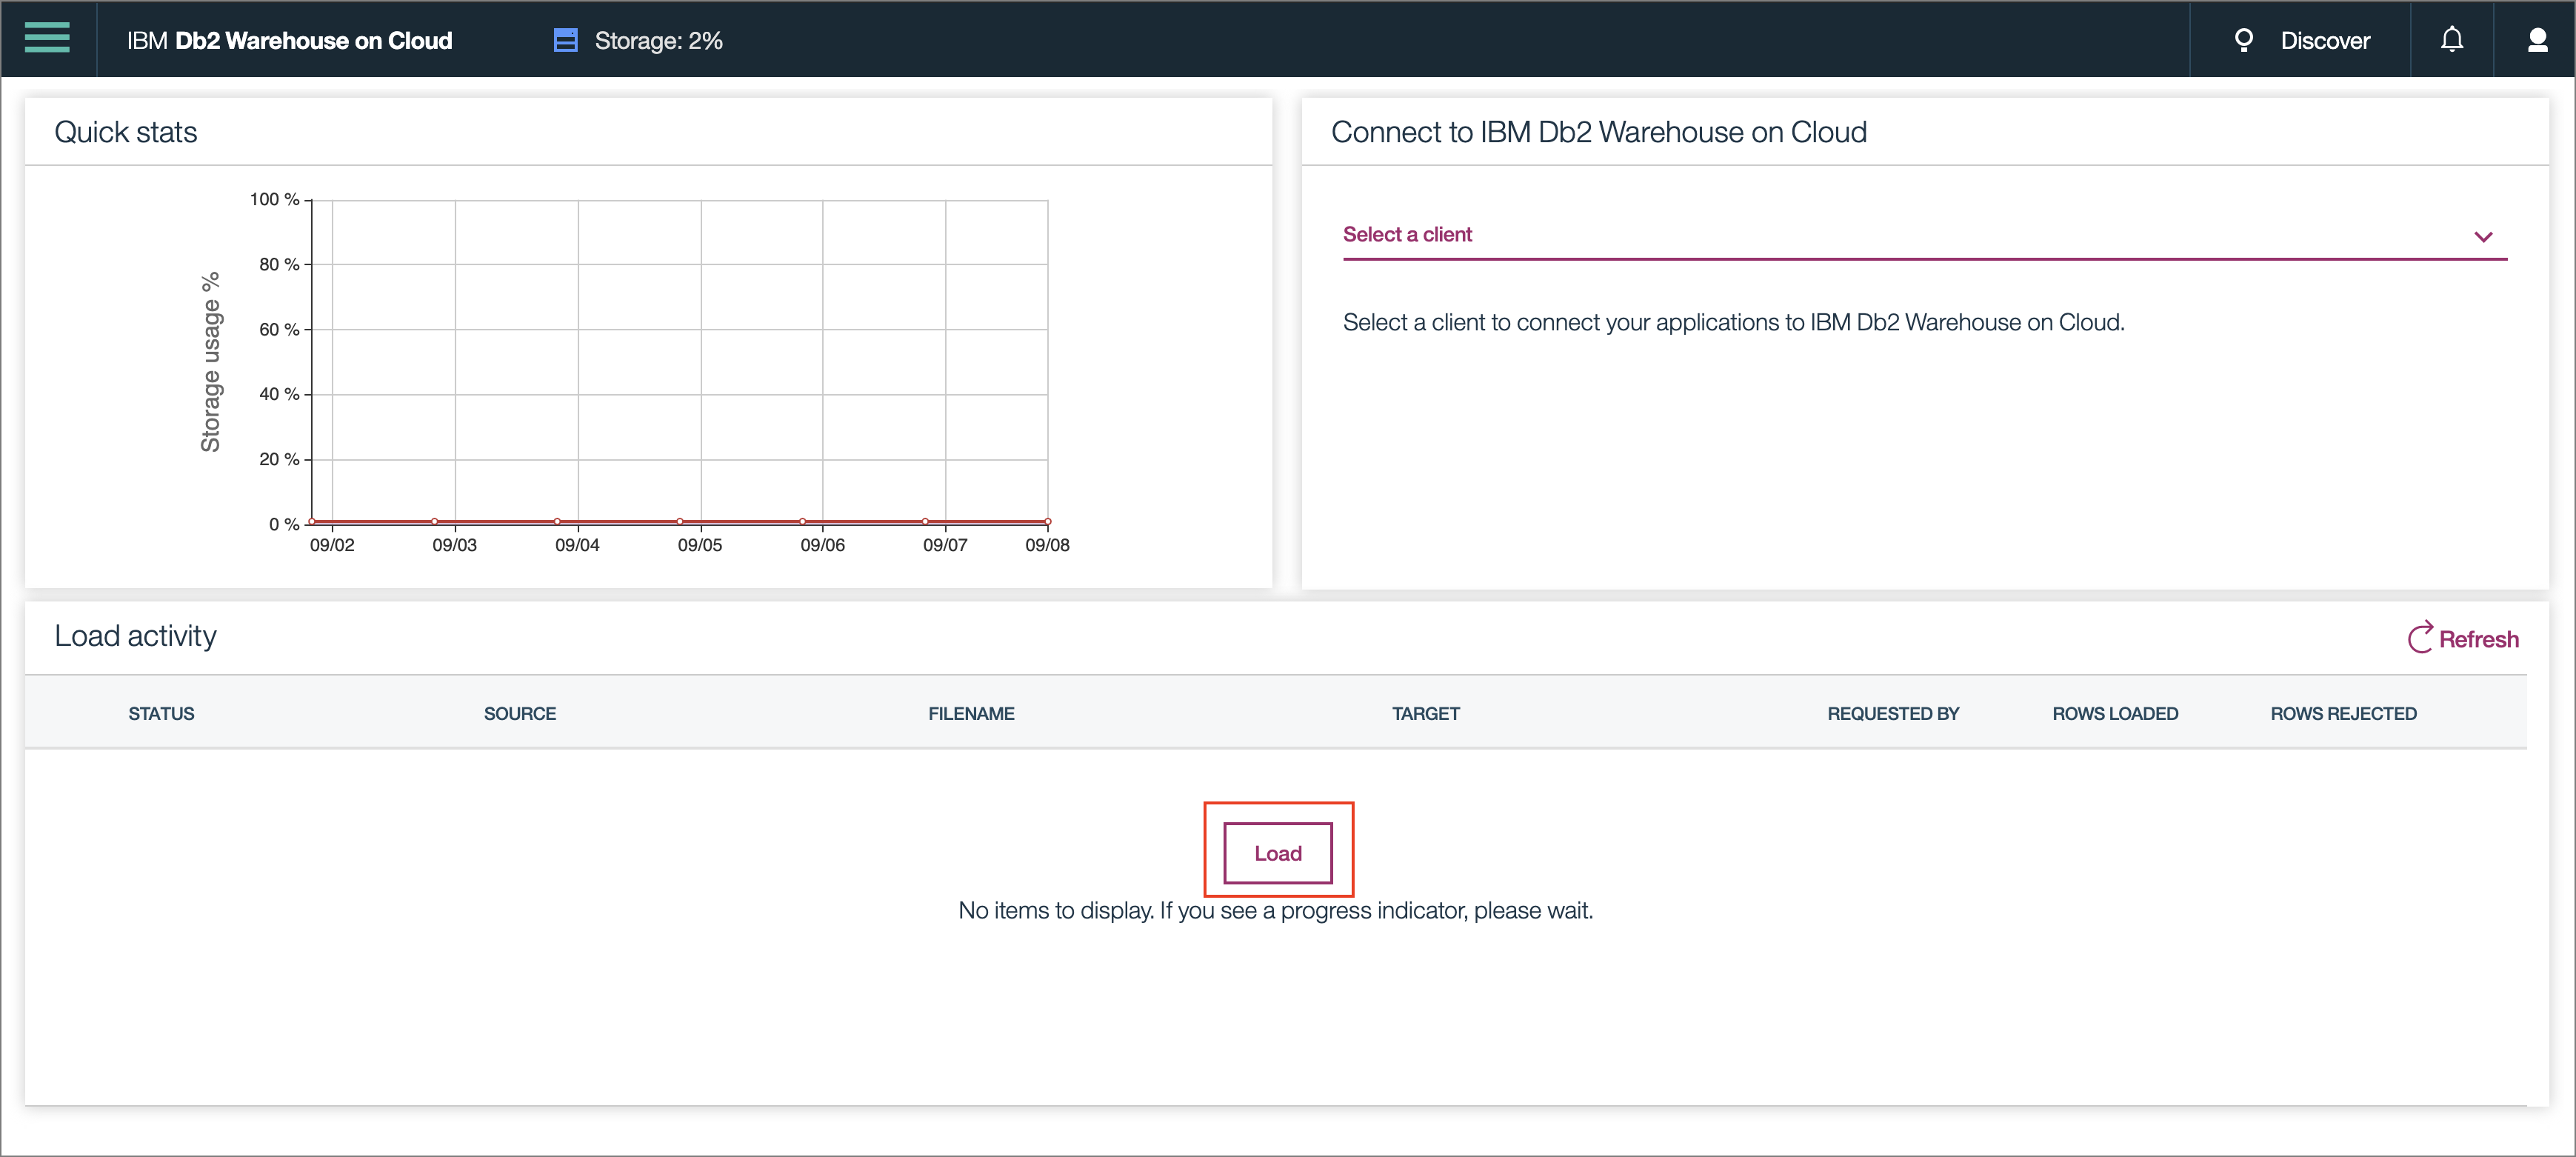 IBM Db2 Warehouse on Cloud
Storage: 2%
Discover
Quick stats
Storage usage %
100 %
80 %
60 %
40 %
20 %
0 %
09/02 09/03 09/04 09/05 09/06 09/07 09/08
Connect to IBM Db2 Warehouse on Cloud
Select a client
Select a client to connect your applications to IBM Db2 Warehouse on Cloud.
Load activity
Refresh
STATUS SOURCE FILENAME TARGET REQUESTED BY ROWS LOADED ROWS REJECTED
Load
No items to display. If you see a progress indicator, please wait.